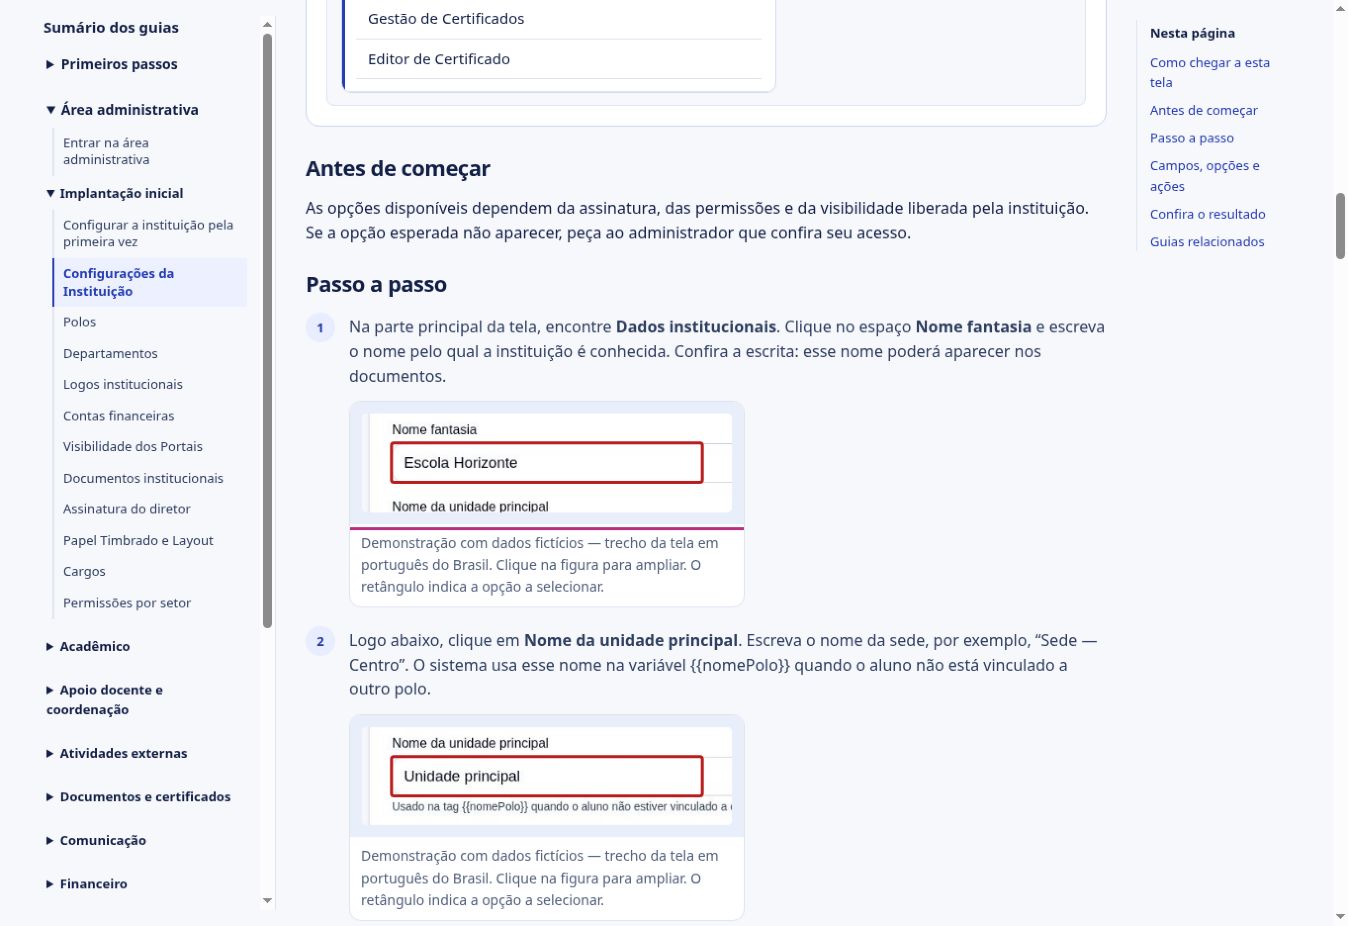 Sumário dos guias
▶ Primeiros passos
▼ Área administrativa
Entrar na área
administrativa
▼ Implantação inicial
Configurar a instituição pela
primeira vez
Configurações da
Instituição
Polos
Departamentos
Logos institucionais
Contas financeiras
Visibilidade dos Portais
Documentos institucionais
Assinatura do diretor
Papel Timbrado e Layout
Cargos
Permissões por setor
▶ Acadêmico
▶ Apoio docente e
coordenação
▶ Atividades externas
▶ Documentos e certificados
▶ Comunicação
▶ Financeiro
Gestão de Certificados
Editor de Certificado
Antes de começar
As opções disponíveis dependem da assinatura, das permissões e da visibilidade liberada pela instituição.
Se a opção esperada não aparecer, peça ao administrador que confira seu acesso.
Passo a passo
1 Na parte principal da tela, encontre Dados institucionais. Clique no espaço Nome fantasia e escreva
o nome pelo qual a instituição é conhecida. Confira a escrita: esse nome poderá aparecer nos
documentos.
Nome fantasia
Escola Horizonte
Nome da unidade principal
Demonstração com dados fictícios — trecho da tela em
português do Brasil. Clique na figura para ampliar. O
retângulo indica a opção a selecionar.
2 Logo abaixo, clique em Nome da unidade principal. Escreva o nome da sede, por exemplo, “Sede —
Centro”. O sistema usa esse nome na variável {{nomePolo}} quando o aluno não está vinculado a
outro polo.
Nome da unidade principal
Unidade principal
Usado na tag {{nomePolo}} quando o aluno não estiver vinculado a
Demonstração com dados fictícios — trecho da tela em
português do Brasil. Clique na figura para ampliar. O
retângulo indica a opção a selecionar.
Nesta página
Como chegar a esta
tela
Antes de começar
Passo a passo
Campos, opções e
ações
Confira o resultado
Guias relacionados